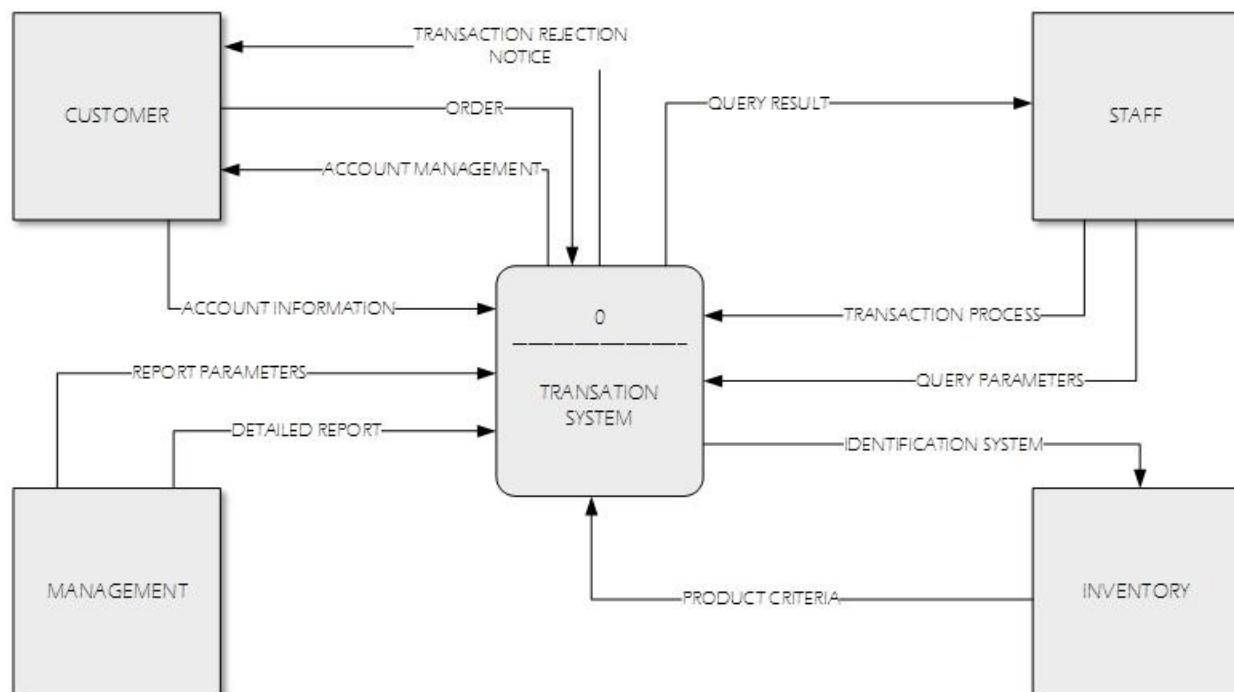 TRANSACTION REJECTION
NOTICE
CUSTOMER
ORDER
QUERY RESULT
STAFF
ACCOUNT MANAGEMENT
ACCOUNT INFORMATION
0
TRANSACTION PROCESS
REPORT PARAMETERS
TRANSATION
SYSTEM
QUERY PARAMETERS
DETAILED REPORT
IDENTIFICATION SYSTEM
MANAGEMENT
PRODUCT CRITERIA
INVENTORY